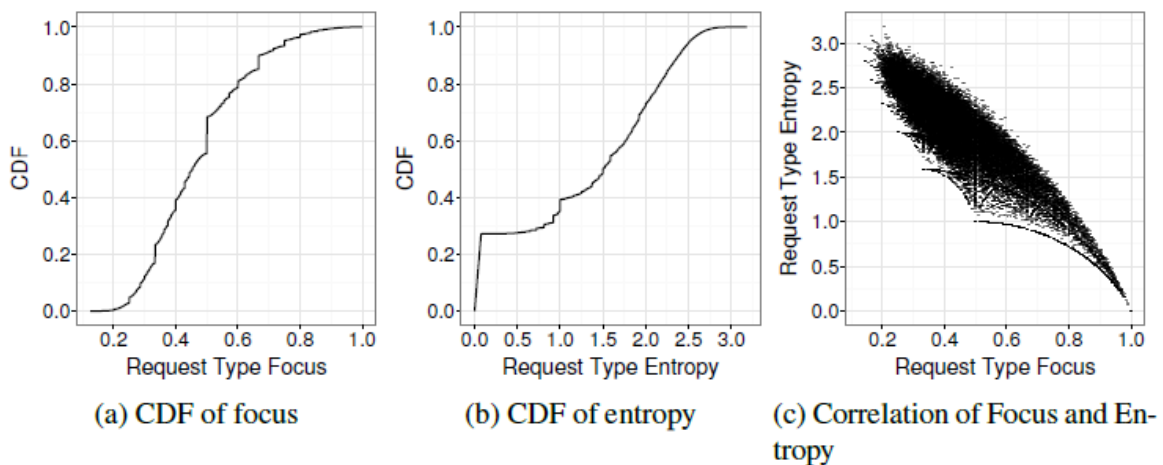 CDF
1.0
0.8
0.6
0.4
0.2
0.0
0.2 0.4 0.6 0.8 1.0
Request Type Focus
(a) CDF of focus
CDF
1.0
0.8
0.6
0.4
0.2
0.0
0.0 0.5 1.0 1.5 2.0 2.5 3.0
Request Type Entropy
(b) CDF of entropy
Request Type Entropy
3.0
2.5
2.0
1.5
1.0
0.5
0.0
0.2 0.4 0.6 0.8 1.0
Request Type Focus
(c) Correlation of Focus and En-
tropy